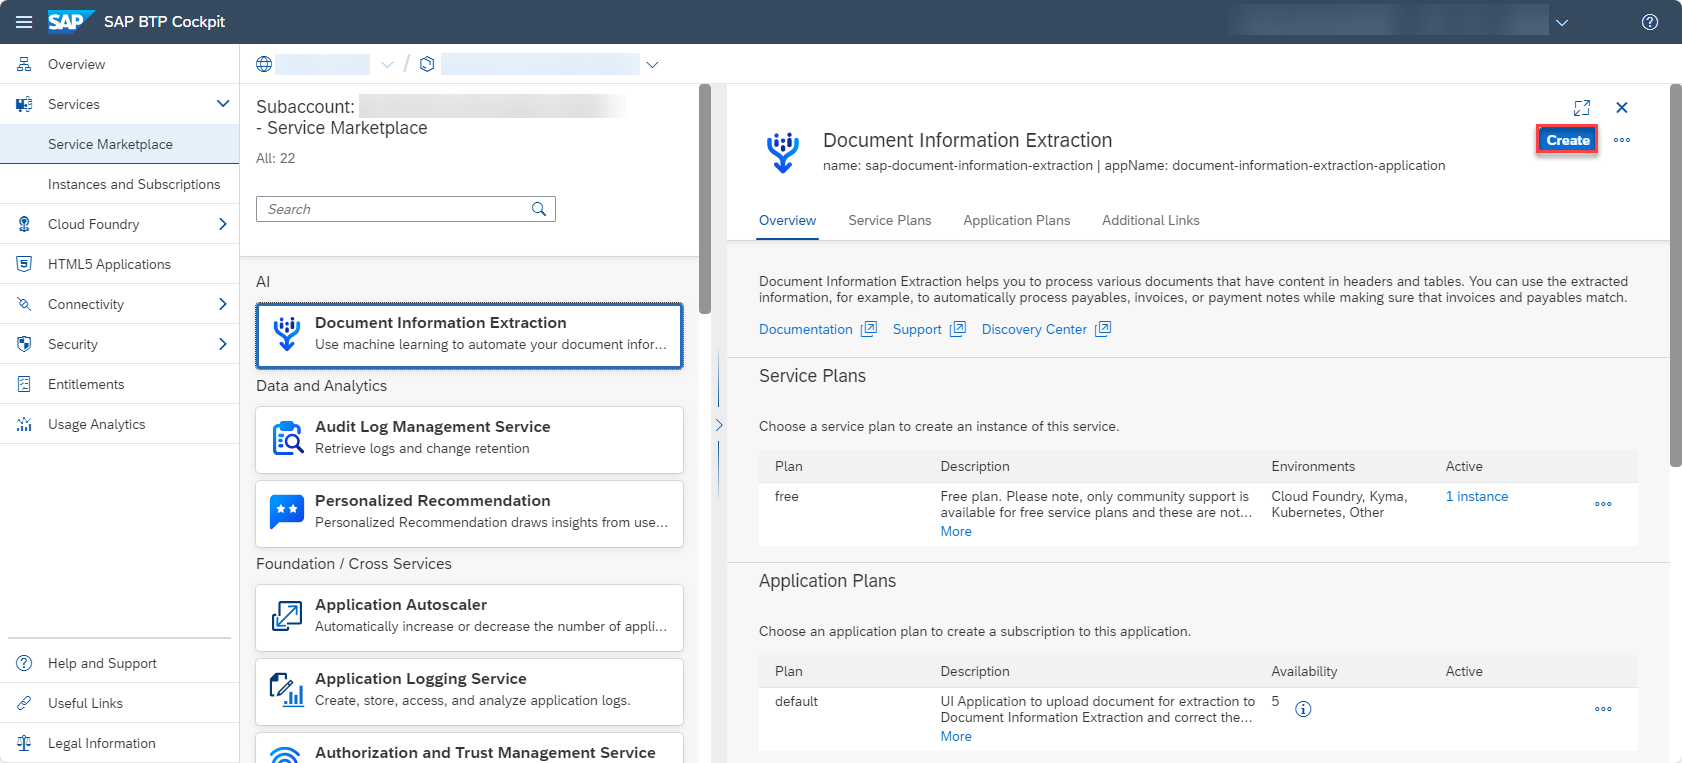 SAP SAP BTP Cockpit
Overview
Services
Service Marketplace
Instances and Subscriptions
Cloud Foundry
HTML5 Applications
Connectivity
Security
Entitlements
Usage Analytics
Help and Support
Useful Links
Legal Information
/
Subaccount:
- Service Marketplace
All: 22
Search
AI
Document Information Extraction
Use machine learning to automate your document infor...
Data and Analytics
Audit Log Management Service
Retrieve logs and change retention
Personalized Recommendation
Personalized Recommendation draws insights from use...
Foundation / Cross Services
Application Autoscaler
Automatically increase or decrease the number of appli...
Application Logging Service
Create, store, access, and analyze application logs.
Authorization and Trust Management Service
Document Information Extraction
name: sap-document-information-extraction | appName: document-information-extraction-application
Create
Overview Service Plans Application Plans Additional Links
Document Information Extraction helps you to process various documents that have content in headers and tables. You can use the extracted
information, for example, to automatically process payables, invoices, or payment notes while making sure that invoices and payables match.
Documentation Support Discovery Center
Service Plans
Choose a service plan to create an instance of this service.
Plan Description Environments Active
free Free plan. Please note, only community support is Cloud Foundry, Kyma, 1 instance
available for free service plans and these are not... Kubernetes, Other
More
Application Plans
Choose an application plan to create a subscription to this application.
Plan Description Availability Active
default UI Application to upload document for extraction to 5
Document Information Extraction and correct the...
More